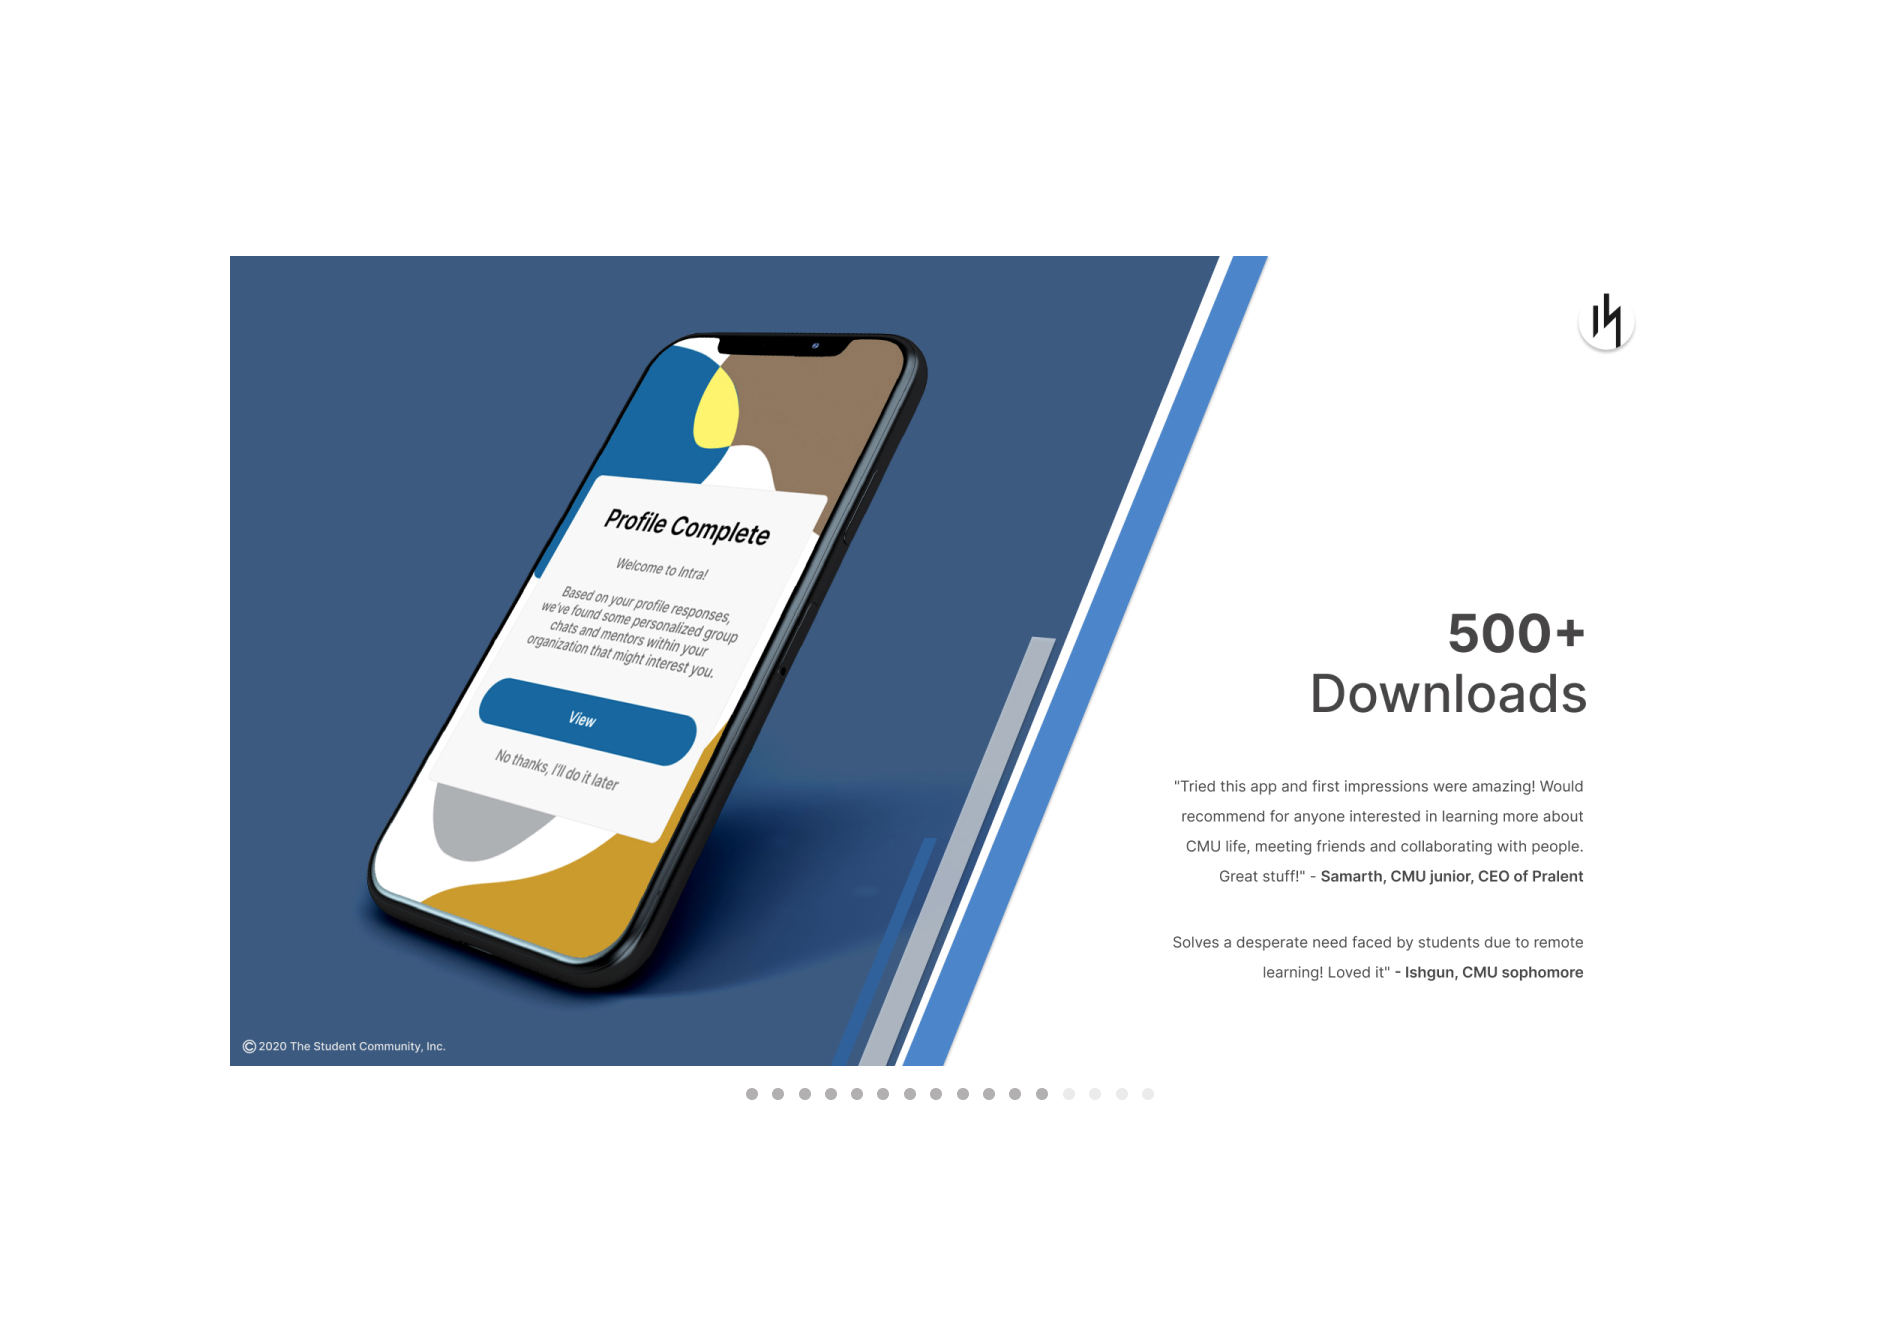 Profile Complete
Welcome to Intra!
Based on your profile responses,
we've found some personalized group
chats and mentors within your
organization that might interest you.
View
No thanks, I'll do it later
500+
Downloads
"Tried this app and first impressions were amazing! Would
recommend for anyone interested in learning more about
CMU life, meeting friends and collaborating with people.
Great stuff!" - Samarth, CMU junior, CEO of Pralent
Solves a desperate need faced by students due to remote
learning! Loved it" - Ishgun, CMU sophomore
© 2020 The Student Community, Inc.